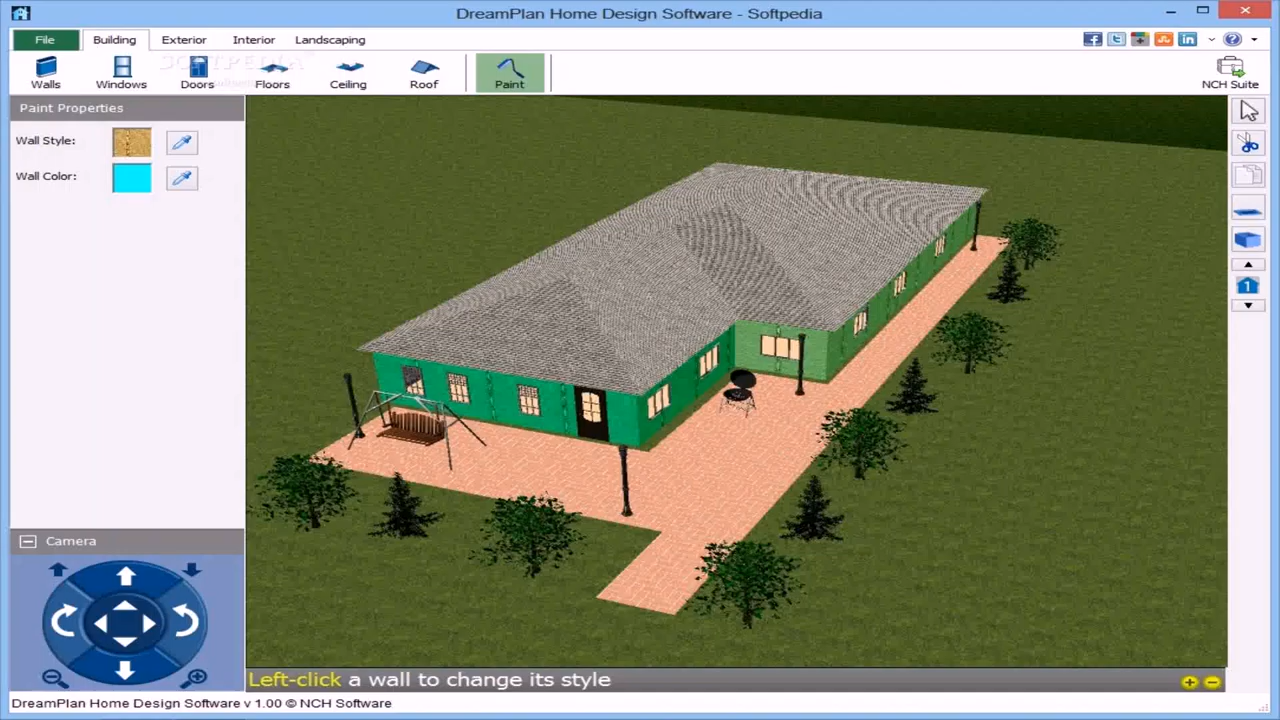 DreamPlan Home Design Software - Softpedia
File Building Exterior Interior Landscaping
SOFTPEDIA
Walls Windows Doors Floors Ceiling Roof Paint NCH Suite
Paint Properties
Wall Style:
Wall Color:
1
Camera
Left-click a wall to change its style
DreamPlan Home Design Software v 1.00 © NCH Software